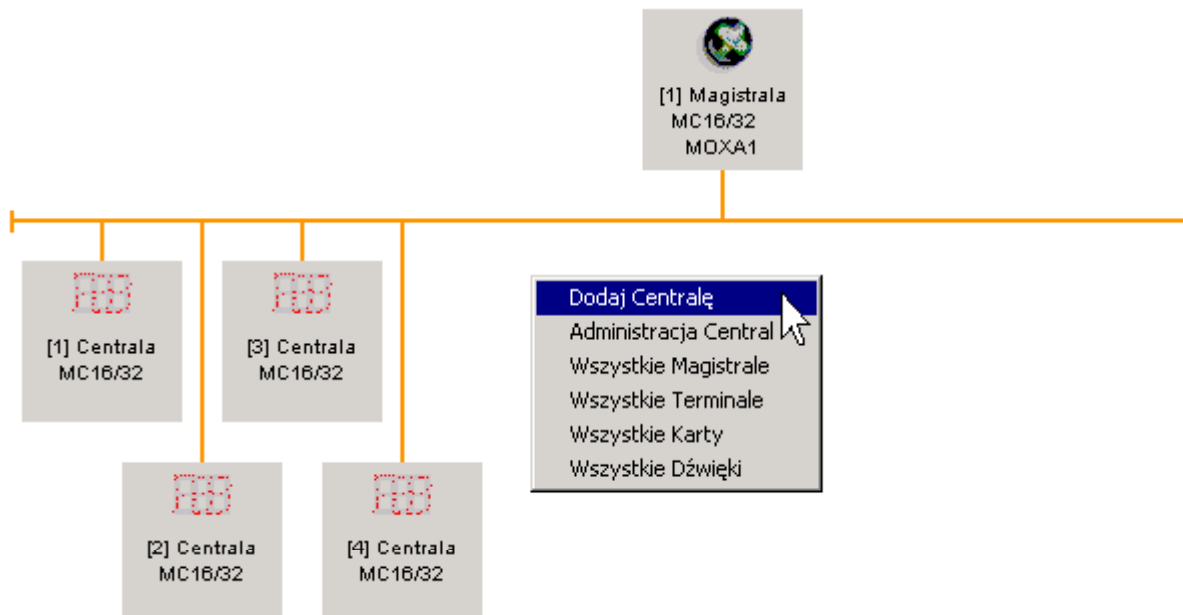 [1] Magistrala
MC16/32
MOXA1
[1] Centrala
MC16/32
[3] Centrala
MC16/32
[2] Centrala
MC16/32
[4] Centrala
MC16/32
Dodaj Centralę
Administracja Central
Wszystkie Magistrale
Wszystkie Terminale
Wszystkie Karty
Wszystkie Dźwięki